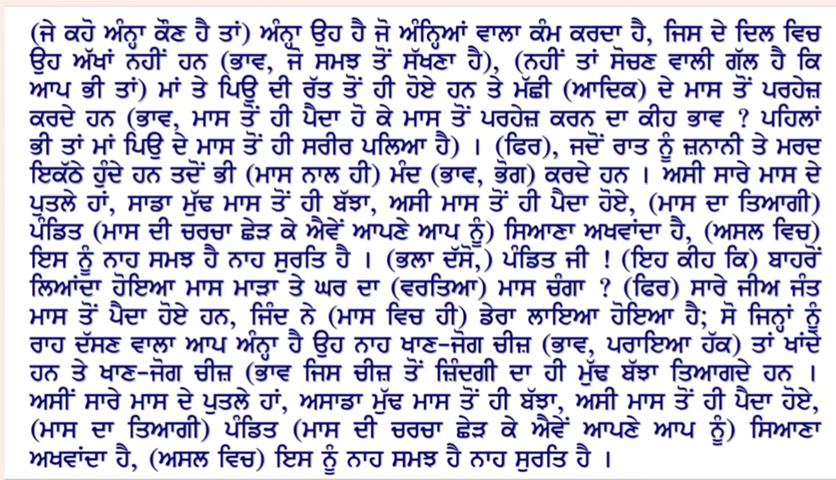 (ਜੇ ਕਹੋ ਅੰਨ੍ਹਾ ਕੌਣ ਹੈ ਤਾਂ) ਅੰਨ੍ਹਾ ਉਹ ਹੈ ਜੋ ਅੰਨ੍ਹਿਆਂ ਵਾਲਾ ਕੰਮ ਕਰਦਾ ਹੈ, ਜਿਸ ਦੇ ਦਿਲ ਵਿਚ
ਉਹ ਅੱਖਾਂ ਨਹੀਂ ਹਨ (ਭਾਵ, ਜੋ ਸਮਝ ਤੋਂ ਸੱਖਣਾ ਹੈ), (ਨਹੀਂ ਤਾਂ ਸੋਚਣ ਵਾਲੀ ਗੱਲ ਹੈ ਕਿ
ਆਪ ਭੀ ਤਾਂ) ਮਾਂ ਤੇ ਪਿਉ ਦੀ ਰੱਤ ਤੋਂ ਹੀ ਹੋਏ ਹਨ ਤੇ ਮੱਛੀ (ਆਦਿਕ) ਦੇ ਮਾਸ ਤੋਂ ਪਰਹੇਜ਼
ਕਰਦੇ ਹਨ (ਭਾਵ, ਮਾਸ ਤੋਂ ਹੀ ਪੈਦਾ ਹੋ ਕੇ ਮਾਸ ਤੋਂ ਪਰਹੇਜ਼ ਕਰਨ ਦਾ ਕੀਹ ਭਾਵ ? ਪਹਿਲਾਂ
ਭੀ ਤਾਂ ਮਾਂ ਪਿਉ ਦੇ ਮਾਸ ਤੋਂ ਹੀ ਸਰੀਰ ਪਲਿਆ ਹੈ) । (ਫਿਰ), ਜਦੋਂ ਰਾਤ ਨੂੰ ਜ਼ਨਾਨੀ ਤੇ ਮਰਦ
ਇਕੱਠੇ ਹੁੰਦੇ ਹਨ ਤਦੋਂ ਭੀ (ਮਾਸ ਨਾਲ ਹੀ) ਮੰਦ (ਭਾਵ, ਭੋਗ) ਕਰਦੇ ਹਨ । ਅਸੀ ਸਾਰੇ ਮਾਸ ਦੇ
ਪੁਤਲੇ ਹਾਂ, ਸਾਡਾ ਮੁੱਢ ਮਾਸ ਤੋਂ ਹੀ ਬੱਝਾ, ਅਸੀ ਮਾਸ ਤੋਂ ਹੀ ਪੈਦਾ ਹੋਏ, (ਮਾਸ ਦਾ ਤਿਆਗੀ)
ਪੰਡਿਤ (ਮਾਸ ਦੀ ਚਰਚਾ ਛੇੜ ਕੇ ਐਵੇਂ ਆਪਣੇ ਆਪ ਨੂੰ) ਸਿਆਣਾ ਅਖਵਾਂਦਾ ਹੈ, (ਅਸਲ ਵਿਚ)
ਇਸ ਨੂੰ ਨਾਹ ਸਮਝ ਹੈ ਨਾਹ ਸੁਰਤਿ ਹੈ । (ਭਲਾ ਦੱਸੋ,) ਪੰਡਿਤ ਜੀ ! (ਇਹ ਕੀਹ ਕਿ) ਬਾਹਰੋਂ
ਲਿਆਂਦਾ ਹੋਇਆ ਮਾਸ ਮਾੜਾ ਤੇ ਘਰ ਦਾ (ਵਰਤਿਆ) ਮਾਸ ਚੰਗਾ ? (ਫਿਰ) ਸਾਰੇ ਜੀਅ ਜੰਤ
ਮਾਸ ਤੋਂ ਪੈਦਾ ਹੋਏ ਹਨ, ਜਿੰਦ ਨੇ (ਮਾਸ ਵਿਚ ਹੀ) ਡੇਰਾ ਲਾਇਆ ਹੋਇਆ ਹੈ; ਸੋ ਜਿਨ੍ਹਾਂ ਨੂੰ
ਰਾਹ ਦੱਸਣ ਵਾਲਾ ਆਪ ਅੰਨ੍ਹਾ ਹੈ ਉਹ ਨਾਹ ਖਾਣ-ਜੋਗ ਚੀਜ਼ (ਭਾਵ, ਪਰਾਇਆ ਹੱਕ) ਤਾਂ ਖਾਂਦੇ
ਹਨ ਤੇ ਖਾਣ-ਜੋਗ ਚੀਜ਼ (ਭਾਵ ਜਿਸ ਚੀਜ਼ ਤੋਂ ਜ਼ਿੰਦਗੀ ਦਾ ਹੀ ਮੁੱਢ ਬੱਝਾ ਤਿਆਗਦੇ ਹਨ ।
ਅਸੀਂ ਸਾਰੇ ਮਾਸ ਦੇ ਪੁਤਲੇ ਹਾਂ, ਅਸਾਡਾ ਮੁੱਢ ਮਾਸ ਤੋਂ ਹੀ ਬੱਝਾ, ਅਸੀ ਮਾਸ ਤੋਂ ਹੀ ਪੈਦਾ ਹੋਏ,
(ਮਾਸ ਦਾ ਤਿਆਗੀ) ਪੰਡਿਤ (ਮਾਸ ਦੀ ਚਰਚਾ ਛੇੜ ਕੇ ਐਵੇਂ ਆਪਣੇ ਆਪ ਨੂੰ) ਸਿਆਣਾ
ਅਖਵਾਂਦਾ ਹੈ, (ਅਸਲ ਵਿਚ) ਇਸ ਨੂੰ ਨਾਹ ਸਮਝ ਹੈ ਨਾਹ ਸੁਰਤਿ ਹੈ ।